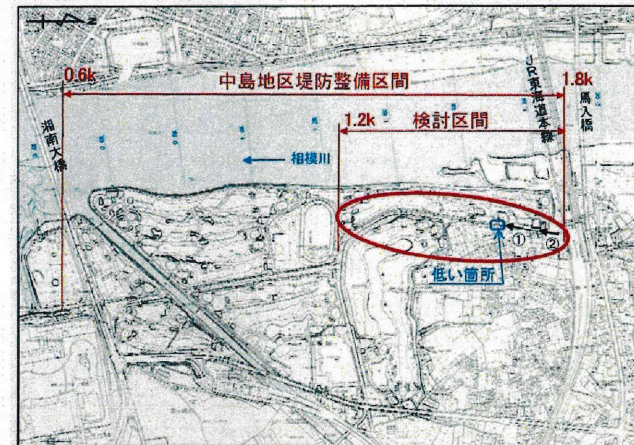 0.6k
中島地区堤防整備区間
1.8k
1.2k
検討区間
JR東海道本線
馬入橋
湘南大橋
相模川
①
②
低い箇所